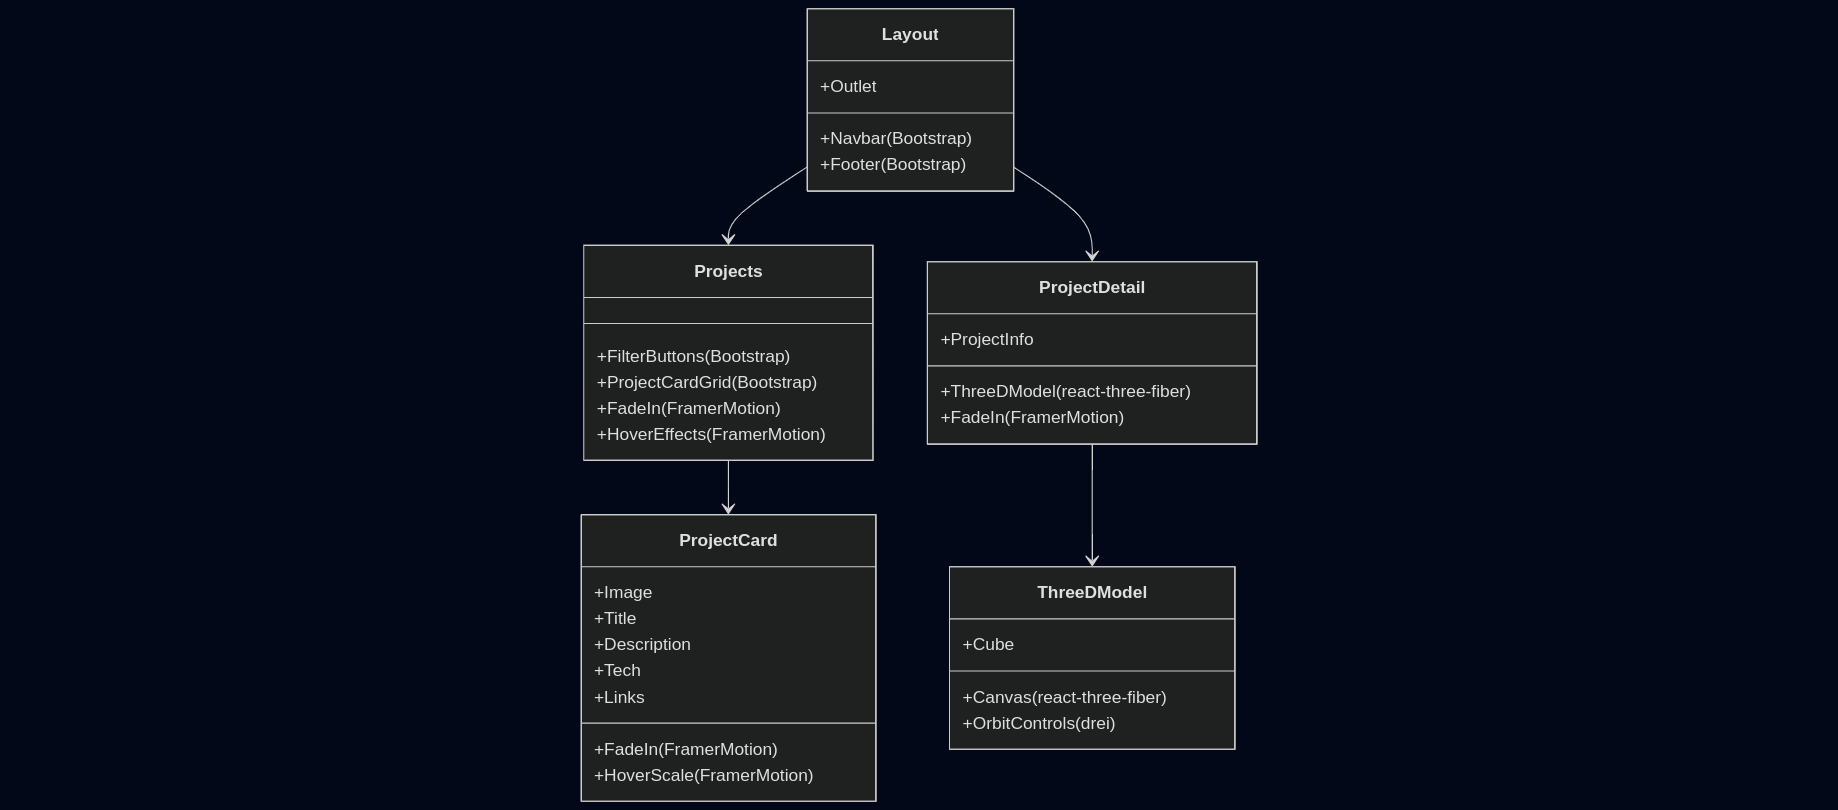 Layout
+Outlet
+Navbar(Bootstrap)
+Footer(Bootstrap)
Projects
+FilterButtons(Bootstrap)
+ProjectCardGrid(Bootstrap)
+FadeIn(FramerMotion)
+HoverEffects(FramerMotion)
ProjectDetail
+ProjectInfo
+ThreeDModel(react-three-fiber)
+FadeIn(FramerMotion)
ProjectCard
+Image
+Title
+Description
+Tech
+Links
+FadeIn(FramerMotion)
+HoverScale(FramerMotion)
ThreeDModel
+Cube
+Canvas(react-three-fiber)
+OrbitControls(drei)